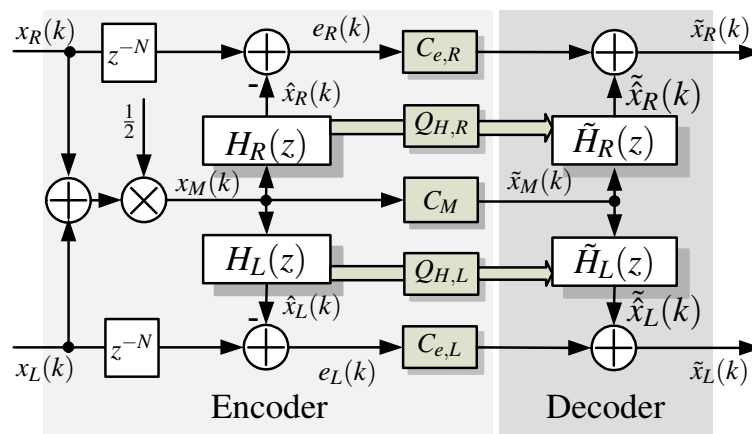 x_R(k)
z^{-N}
e_R(k)
C_{e,R}
x̃_R(k)
-
x̂_R(k)
x̂̃_R(k)
1/2
H_R(z)
Q_{H,R}
H̃_R(z)
x_M(k)
C_M
x̃_M(k)
H_L(z)
Q_{H,L}
H̃_L(z)
-
x̂_L(k)
x̂̃_L(k)
x_L(k)
z^{-N}
e_L(k)
C_{e,L}
x̃_L(k)
Encoder
Decoder